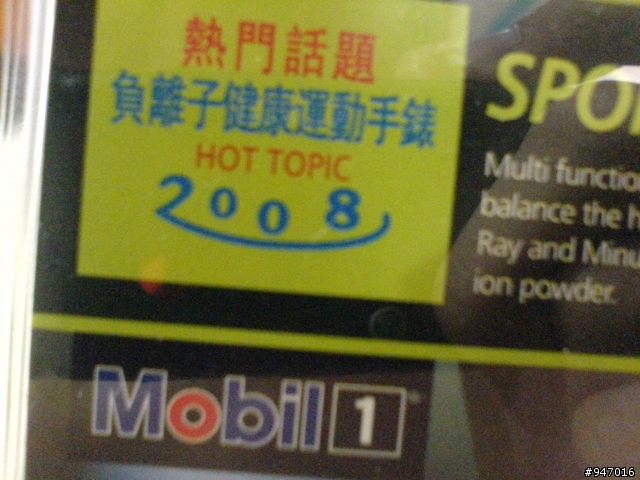 熱門話題
負離子健康運動手錶
HOT TOPIC
2008
SPO
Multi functio
balance the h
Ray and Minu
ion powder.
Mobil 1
#947016